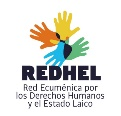 REDHEL
Red Ecuménica por
los Derechos Humanos
y el Estado Laico